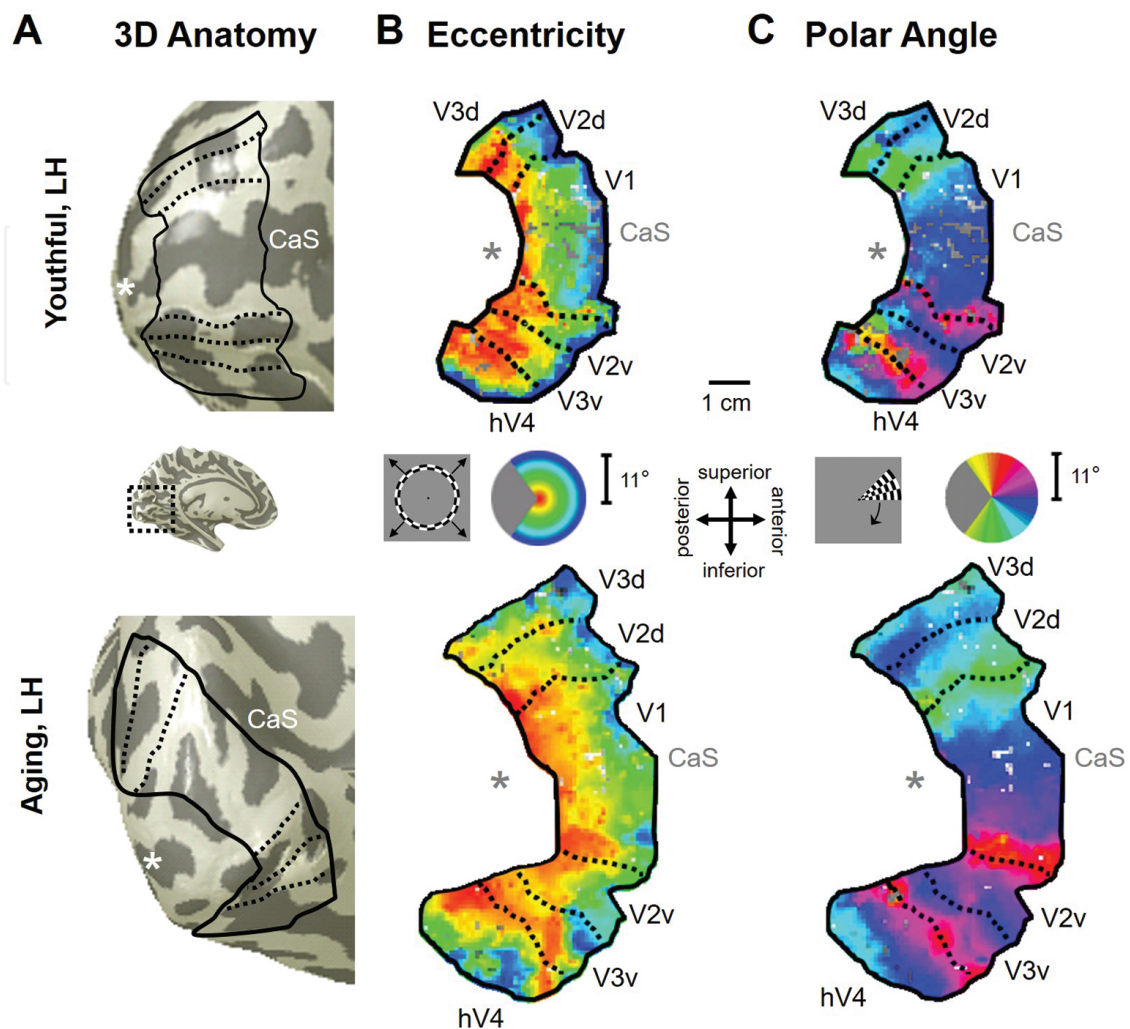 A 3D Anatomy
B Eccentricity
C Polar Angle
Youthful, LH
CaS
*
V3d
V2d
V1
CaS
*
V2v
V3v
hV4
1 cm
V3d
V2d
V1
CaS
*
V2v
V3v
hV4
11°
superior
posterior
anterior
inferior
11°
Aging, LH
CaS
*
V3d
V2d
V1
CaS
*
V2v
V3v
hV4
V3d
V2d
V1
CaS
*
V2v
V3v
hV4